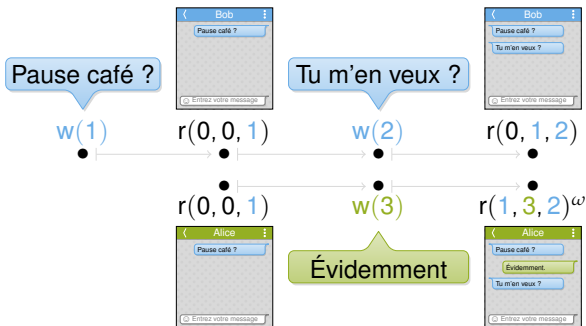 Bob
Pause café ?
Entrez votre message
Bob
Pause café ?
Tu m'en veux ?
Entrez votre message
Pause café ?
Tu m'en veux ?
w(1)
r(0, 0, 1)
w(2)
r(0, 1, 2)
r(0, 0, 1)
w(3)
r(1, 3, 2)^ω
Alice
Pause café ?
Entrez votre message
Évidemment
Alice
Pause café ?
Évidemment.
Tu m'en veux ?
Entrez votre message